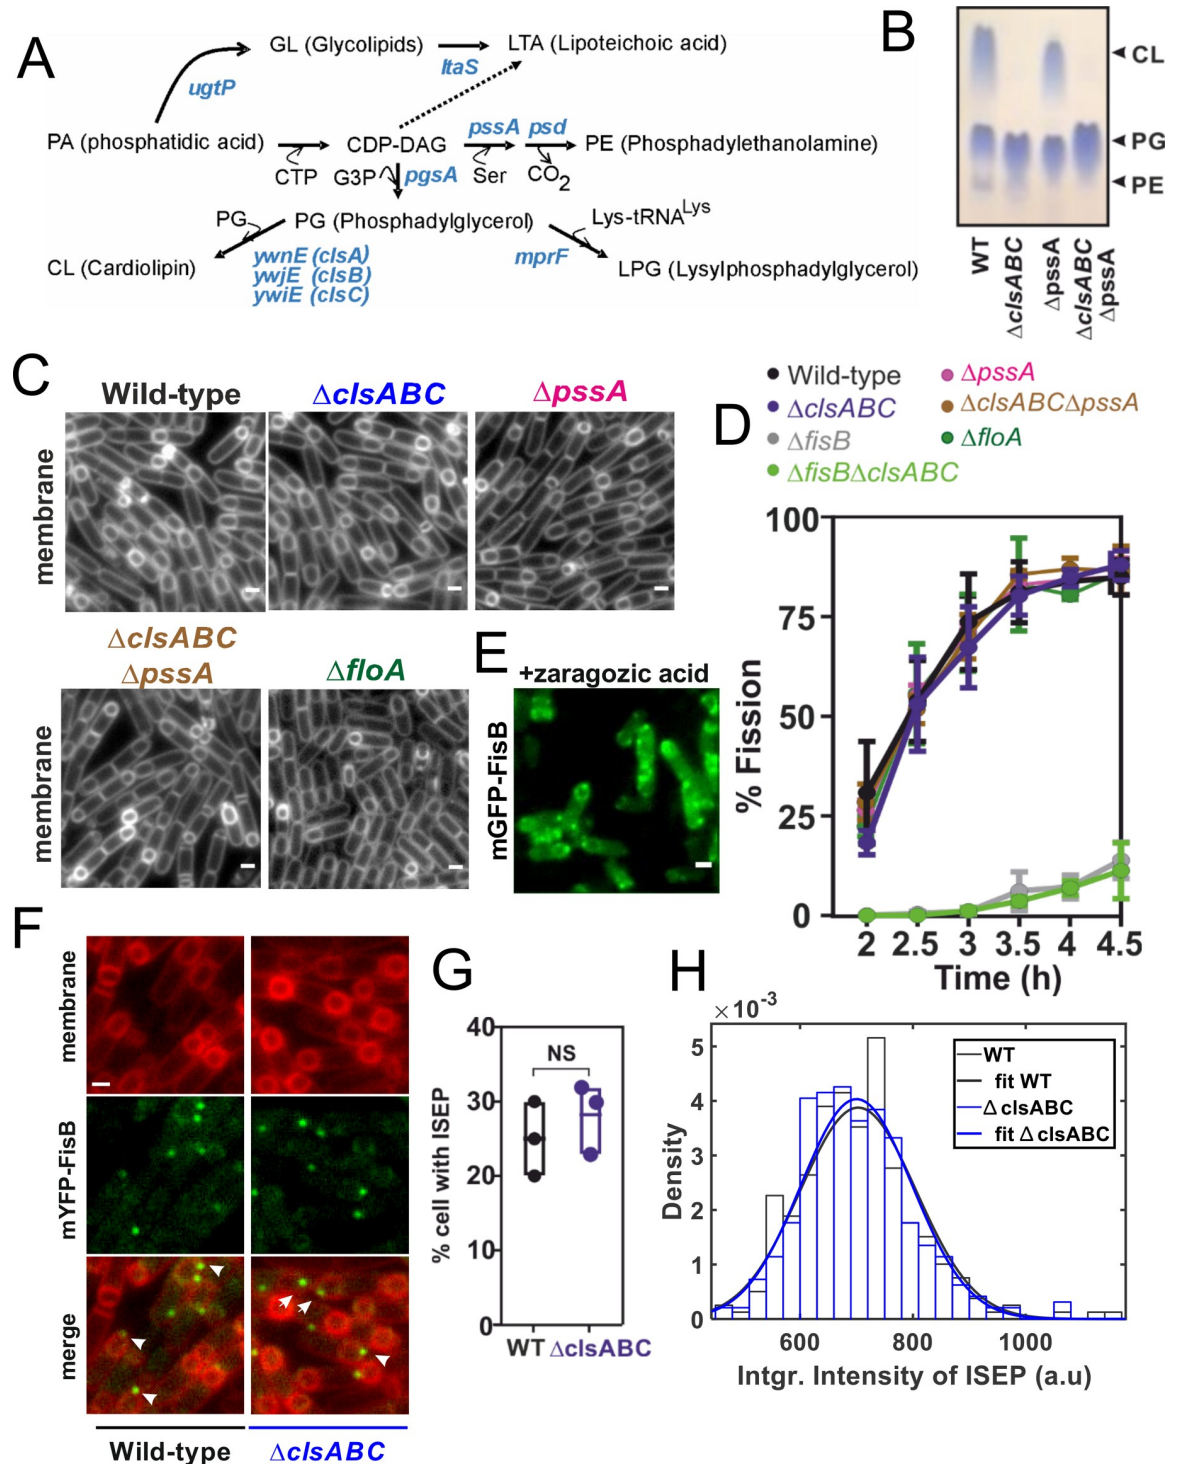 A
GL (Glycolipids)
LTA (Lipoteichoic acid)
ugtP
ltaS
PA (phosphatidic acid)
CDP-DAG
pssA psd
PE (Phosphadylethanolamine)
CTP
G3P
pgsA
Ser
CO2
PG
PG (Phosphadylglycerol)
Lys-tRNALys
CL (Cardiolipin)
ywnE (clsA)
ywjE (clsB)
ywiE (clsC)
mprF
LPG (Lysylphosphadylglycerol)
B
CL
PG
PE
WT
ΔclsABC
ΔpssA
ΔclsABC
ΔpssA
C
Wild-type
ΔclsABC
ΔpssA
membrane
ΔclsABC
ΔpssA
ΔfloA
membrane
D
Wild-type
ΔpssA
ΔclsABC
ΔclsABCΔpssA
ΔfisB
ΔfloA
ΔfisBΔclsABC
100
75
50
25
0
% Fission
2 2.5 3 3.5 4 4.5
Time (h)
E
+zaragozic acid
mGFP-FisB
F
membrane
mYFP-FisB
merge
Wild-type
ΔclsABC
G
40
30
20
10
0
% cell with ISEP
NS
WT ΔclsABC
H
×10-3
5
4
3
2
1
0
Density
WT
fit WT
Δ clsABC
fit Δ clsABC
600 800 1000
Intgr. Intensity of ISEP (a.u)